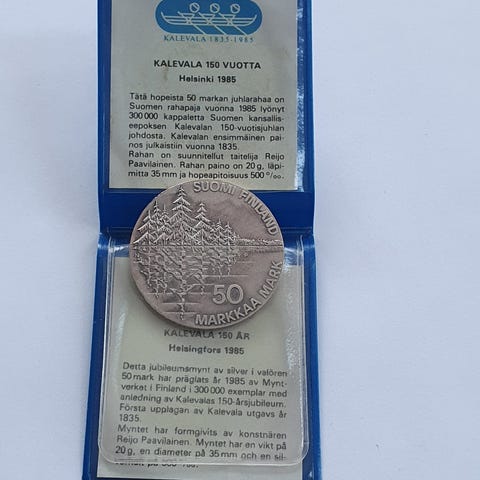 KALEVALA 1835-1985
KALEVALA 150 VUOTTA
Helsinki 1985
Tätä hopeista 50 markan juhlarahaa on
Suomen rahapaja vuonna 1985 lyönyt
300 000 kappaletta Suomen kansallis-
eepoksen Kalevalan 150-vuotisjuhlan
johdosta. Kalevalan ensimmäinen pai-
nos julkaistiin vuonna 1835.
Rahan on suunnitellut taiteilija Reijo
Paavilainen. Rahan paino on 20 g, läpi-
mitta 35 mm ja hopeapitoisuus 500 ‰.
SUOMI FINLAND
50
MARKKAA MARK
KALEVALA 150 ÅR
Helsingfors 1985
Detta jubileumsmynt av silver i valören
50 mark har präglats år 1985 av Mynt-
verket i Finland i 300 000 exemplar med
anledning av Kalevalas 150-årsjubileum.
Första upplagan av Kalevala utgavs år
1835.
Myntet har formgivits av konstnären
Reijo Paavilainen. Myntet har en vikt på
20 g, en diameter på 35 mm och en sil-
verhalt på 500 ‰.